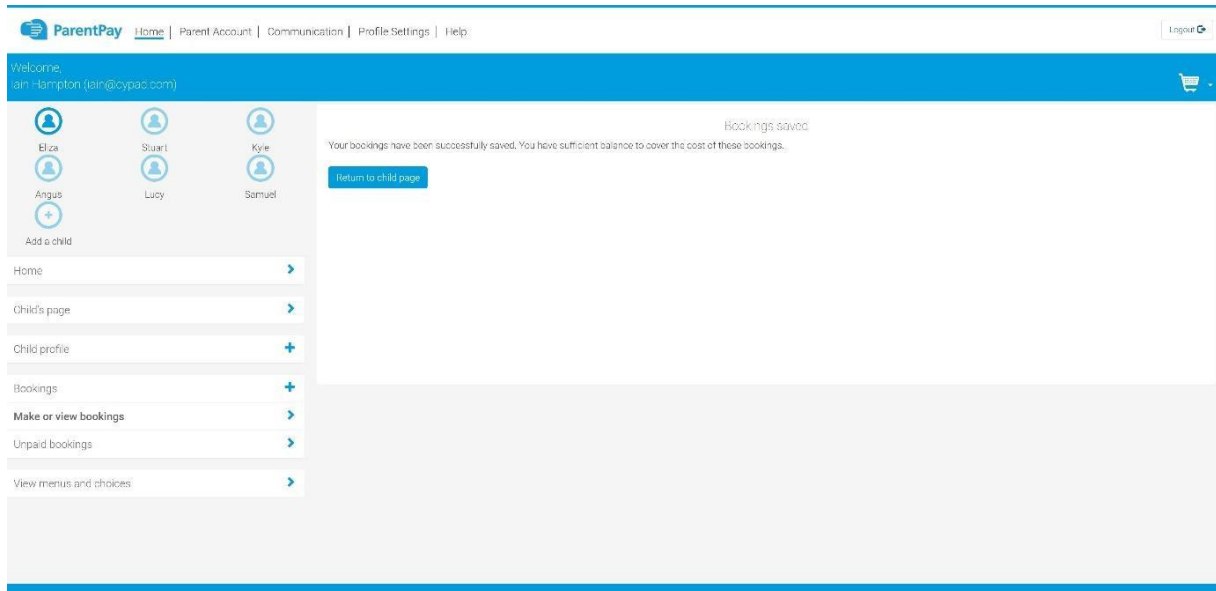 ParentPay Home | Parent Account | Communication | Profile Settings | Help
Logout
Welcome,
Iain Hampton (iain@cypad.com)
Eliza Stuart Kyle
Angus Lucy Samuel
Add a child
Home
Child's page
Child profile
Bookings
Make or view bookings
Unpaid bookings
View menus and choices
Bookings saved
Your bookings have been successfully saved. You have sufficient balance to cover the cost of these bookings.
Return to child page